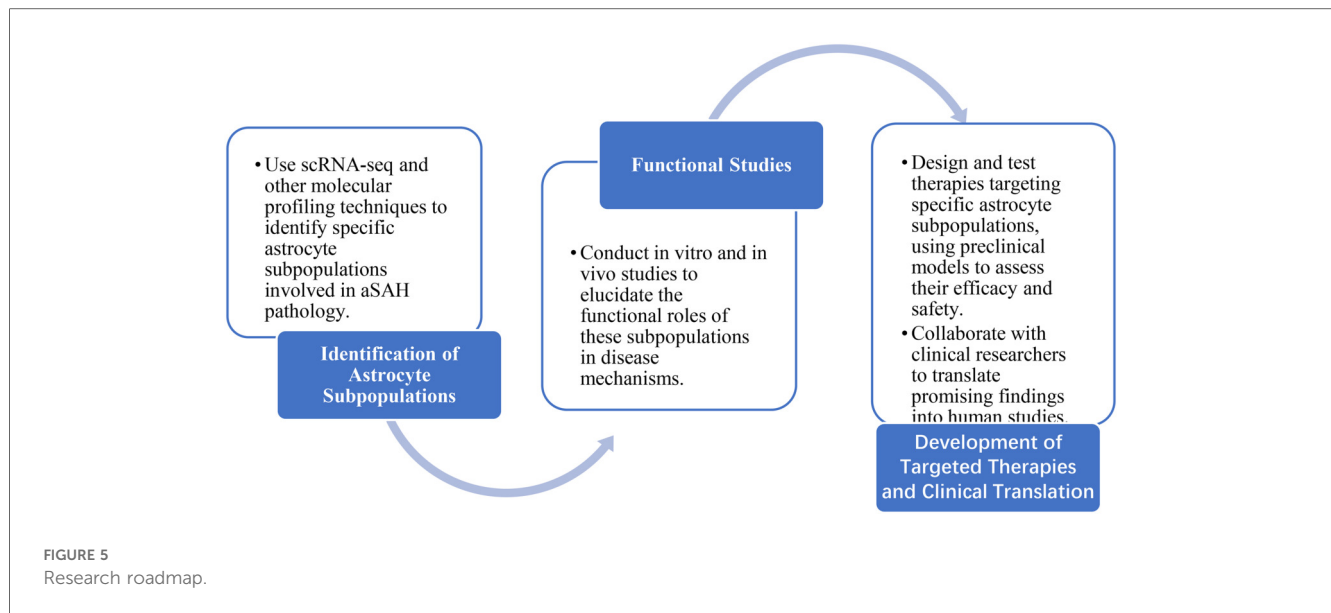 • Use scRNA-seq and
other molecular
profiling techniques to
identify specific
astrocyte
subpopulations
involved in aSAH
pathology.
Identification of
Astrocyte
Subpopulations
Functional Studies
• Conduct in vitro and in
vivo studies to
elucidate the
functional roles of
these subpopulations
in disease
mechanisms.
• Design and test
therapies targeting
specific astrocyte
subpopulations,
using preclinical
models to assess
their efficacy and
safety.
• Collaborate with
clinical researchers
to translate
promising findings
into human studies.
Development of
Targeted Therapies
and Clinical Translation
FIGURE 5
Research roadmap.